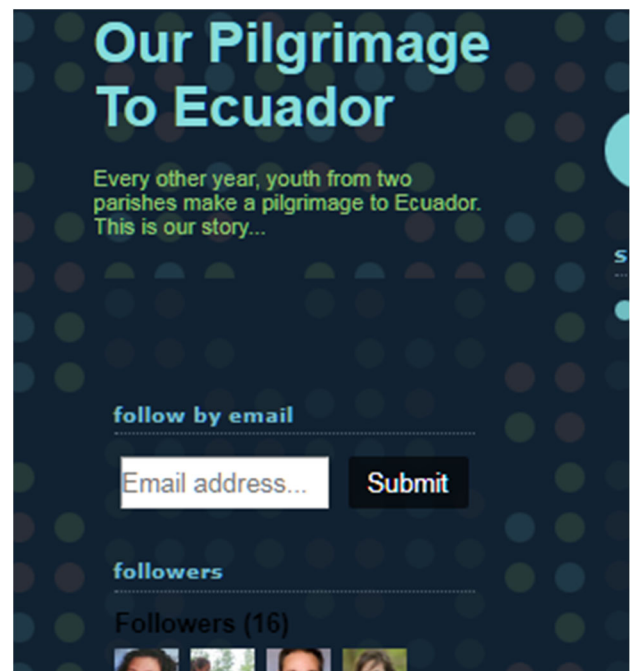 Our Pilgrimage
To Ecuador
Every other year, youth from two
parishes make a pilgrimage to Ecuador.
This is our story...
s
follow by email
Email address...
Submit
followers
Followers (16)